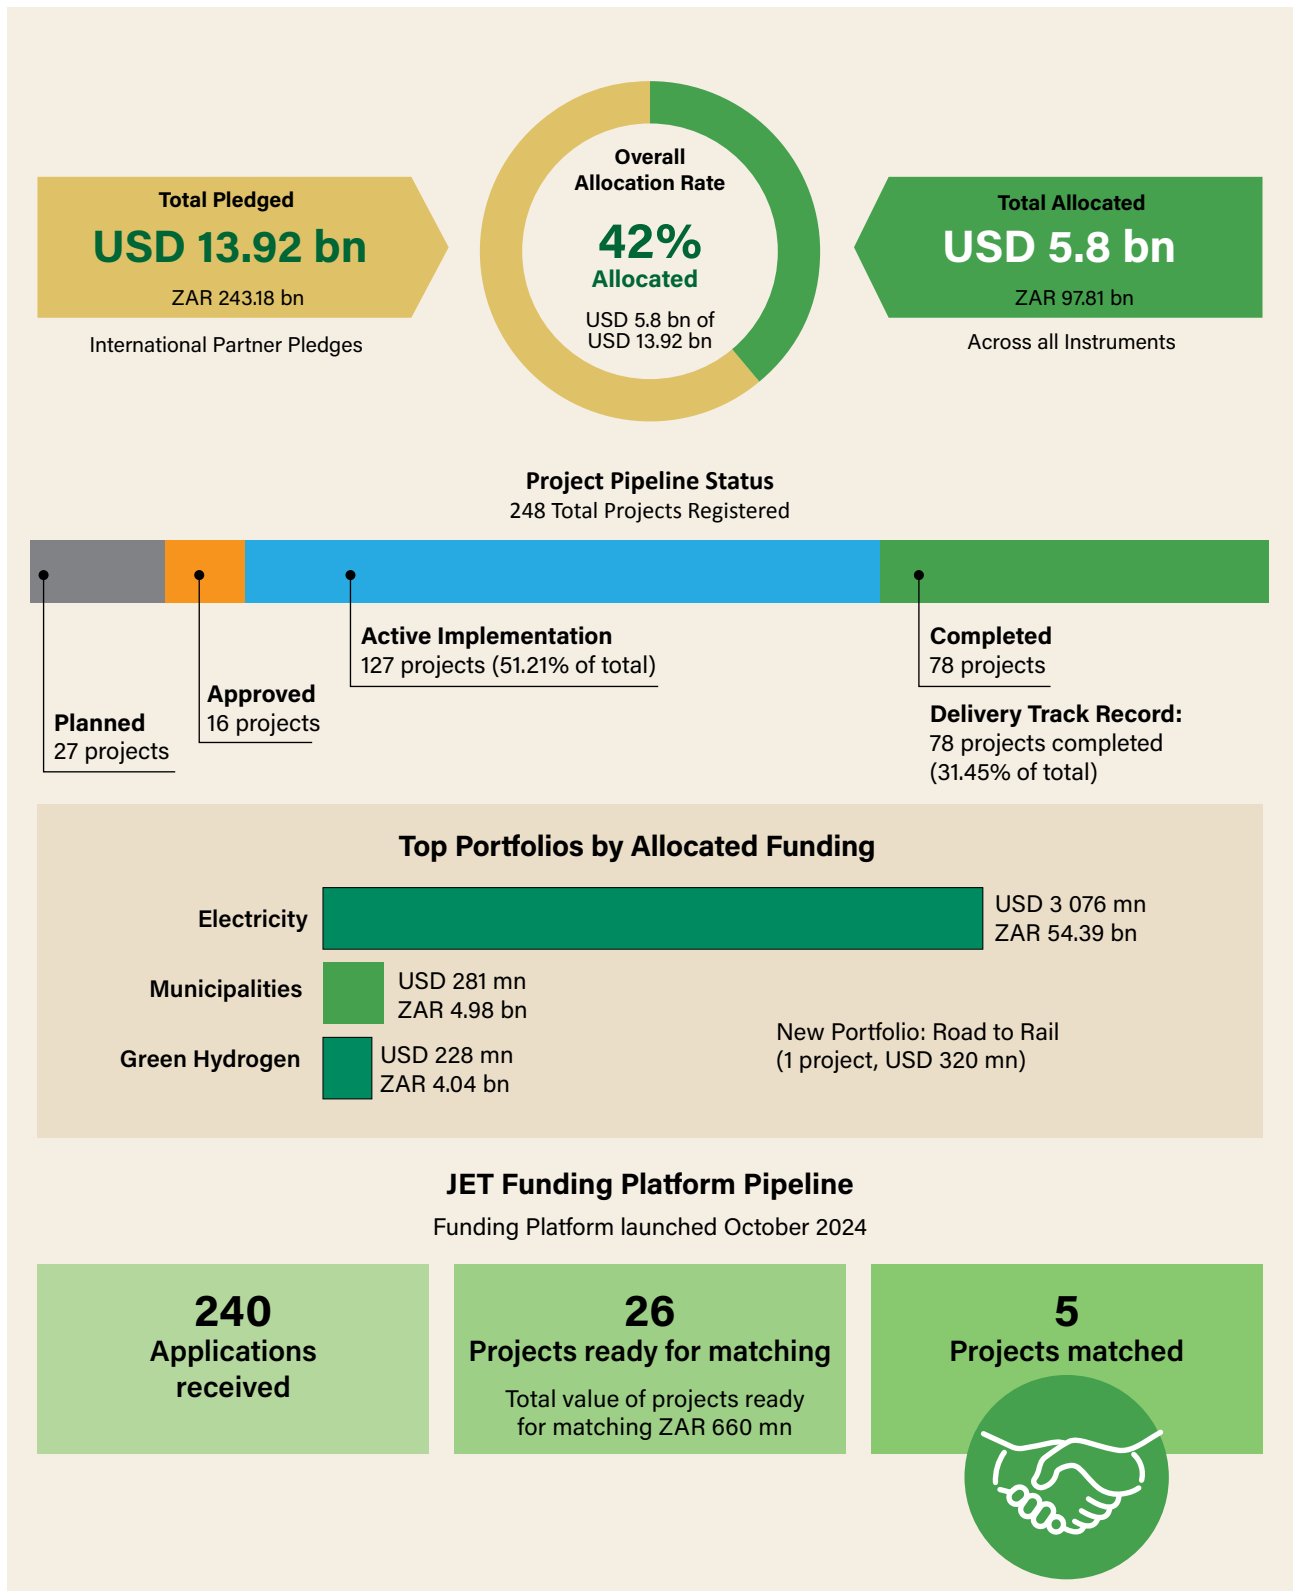 Total Pledged
USD 13.92 bn
ZAR 243.18 bn
International Partner Pledges
Overall
Allocation Rate
42%
Allocated
USD 5.8 bn of
USD 13.92 bn
Total Allocated
USD 5.8 bn
ZAR 97.81 bn
Across all Instruments
Project Pipeline Status
248 Total Projects Registered
Planned
27 projects
Approved
16 projects
Active Implementation
127 projects (51.21% of total)
Completed
78 projects
Delivery Track Record:
78 projects completed
(31.45% of total)
Top Portfolios by Allocated Funding
Electricity
USD 3 076 mn
ZAR 54.39 bn
Municipalities
USD 281 mn
ZAR 4.98 bn
Green Hydrogen
USD 228 mn
ZAR 4.04 bn
New Portfolio: Road to Rail
(1 project, USD 320 mn)
JET Funding Platform Pipeline
Funding Platform launched October 2024
240
Applications
received
26
Projects ready for matching
Total value of projects ready
for matching ZAR 660 mn
5
Projects matched